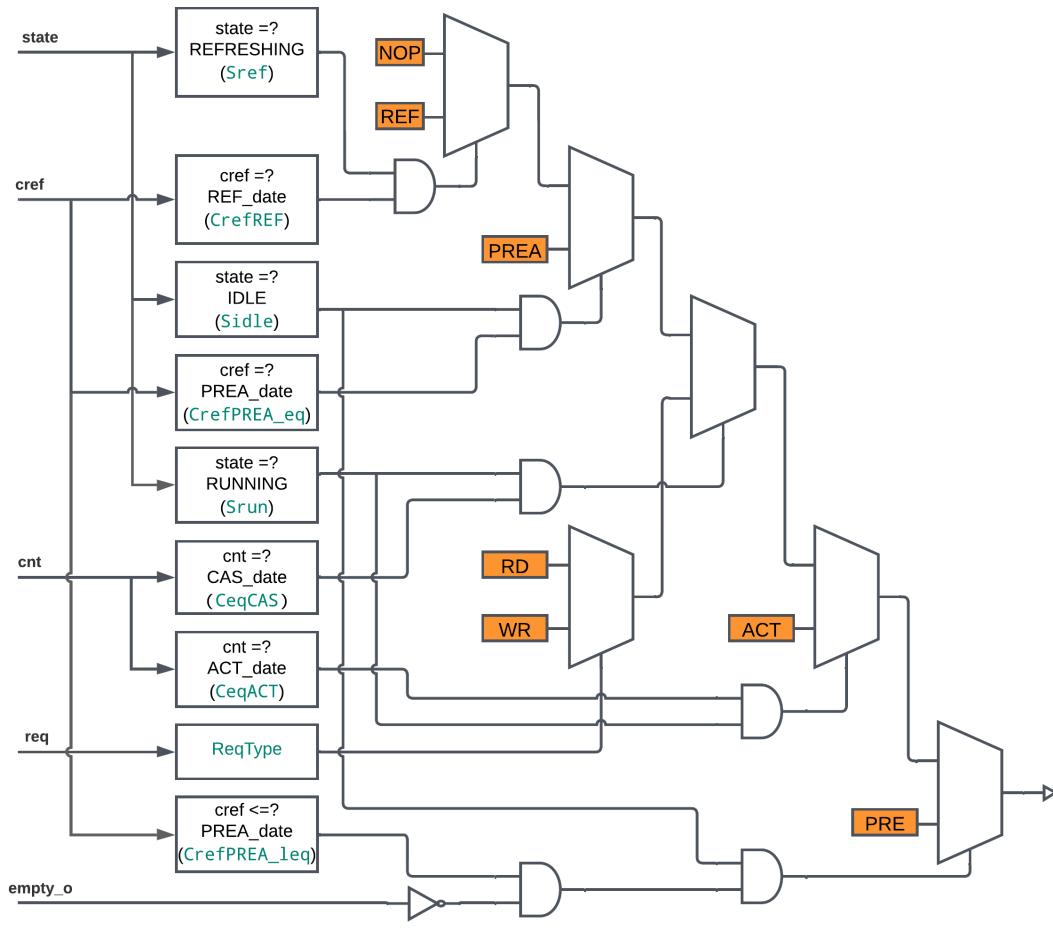 state
state =?
REFRESHING
(Sref)
NOP
REF
cref
cref =?
REF_date
(CrefREF)
PREA
state =?
IDLE
(Sidle)
cref =?
PREA_date
(CrefPREA_eq)
state =?
RUNNING
(Srun)
cnt
cnt =?
CAS_date
(CeqCAS)
RD
WR
ACT
cnt =?
ACT_date
(CeqACT)
req
ReqType
cref <=?
PREA_date
(CrefPREA_leq)
PRE
empty_o